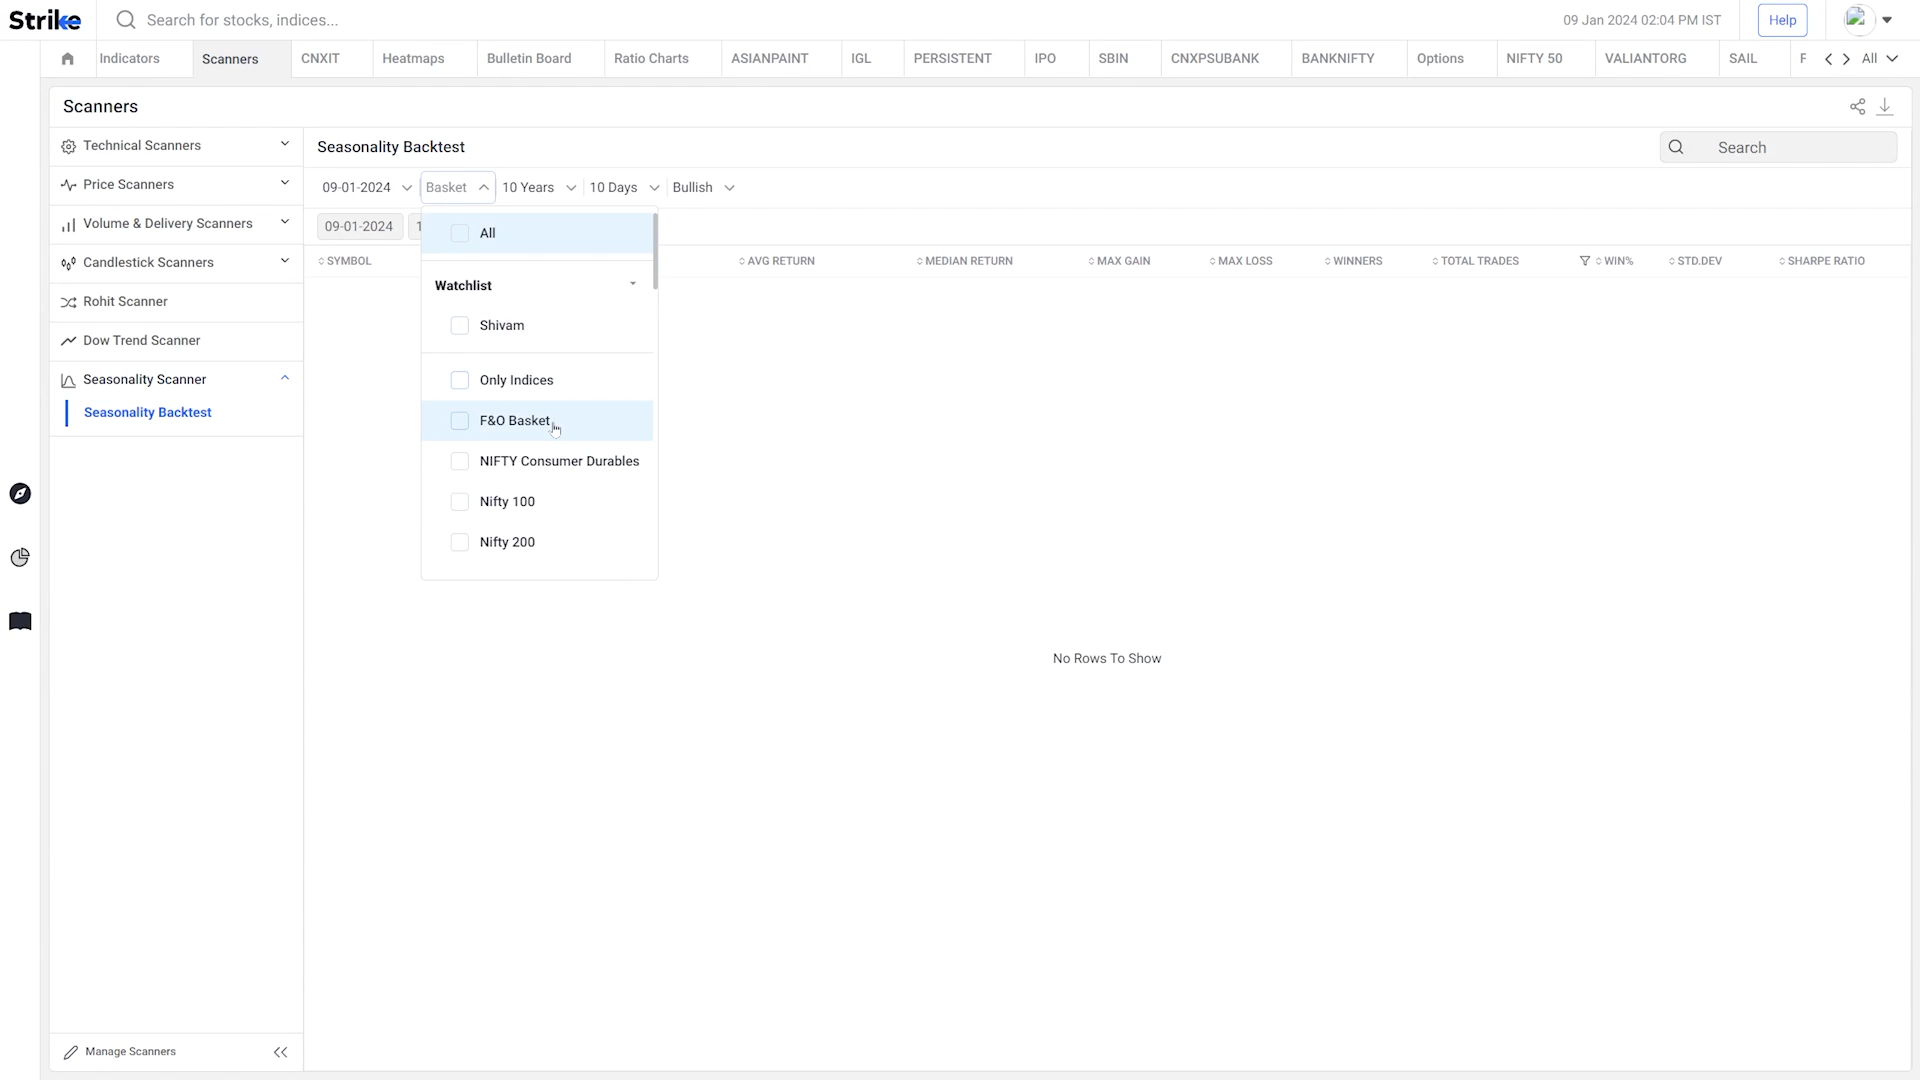 Strike
Search for stocks, indices...
09 Jan 2024 02:04 PM IST
Help
Indicators
Scanners
CNXIT
Heatmaps
Bulletin Board
Ratio Charts
ASIANPAINT
IGL
PERSISTENT
IPO
SBIN
CNXPSUBANK
BANKNIFTY
Options
NIFTY 50
VALIANTORG
SAIL
F
All
Scanners
Technical Scanners
Price Scanners
Volume & Delivery Scanners
Candlestick Scanners
Rohit Scanner
Dow Trend Scanner
Seasonality Scanner
Seasonality Backtest
Manage Scanners
Seasonality Backtest
Search
09-01-2024
Basket
10 Years
10 Days
Bullish
09-01-2024
1
SYMBOL
AVG RETURN
MEDIAN RETURN
MAX GAIN
MAX LOSS
WINNERS
TOTAL TRADES
WIN%
STD.DEV
SHARPE RATIO
All
Watchlist
Shivam
Only Indices
F&O Basket
NIFTY Consumer Durables
Nifty 100
Nifty 200
No Rows To Show